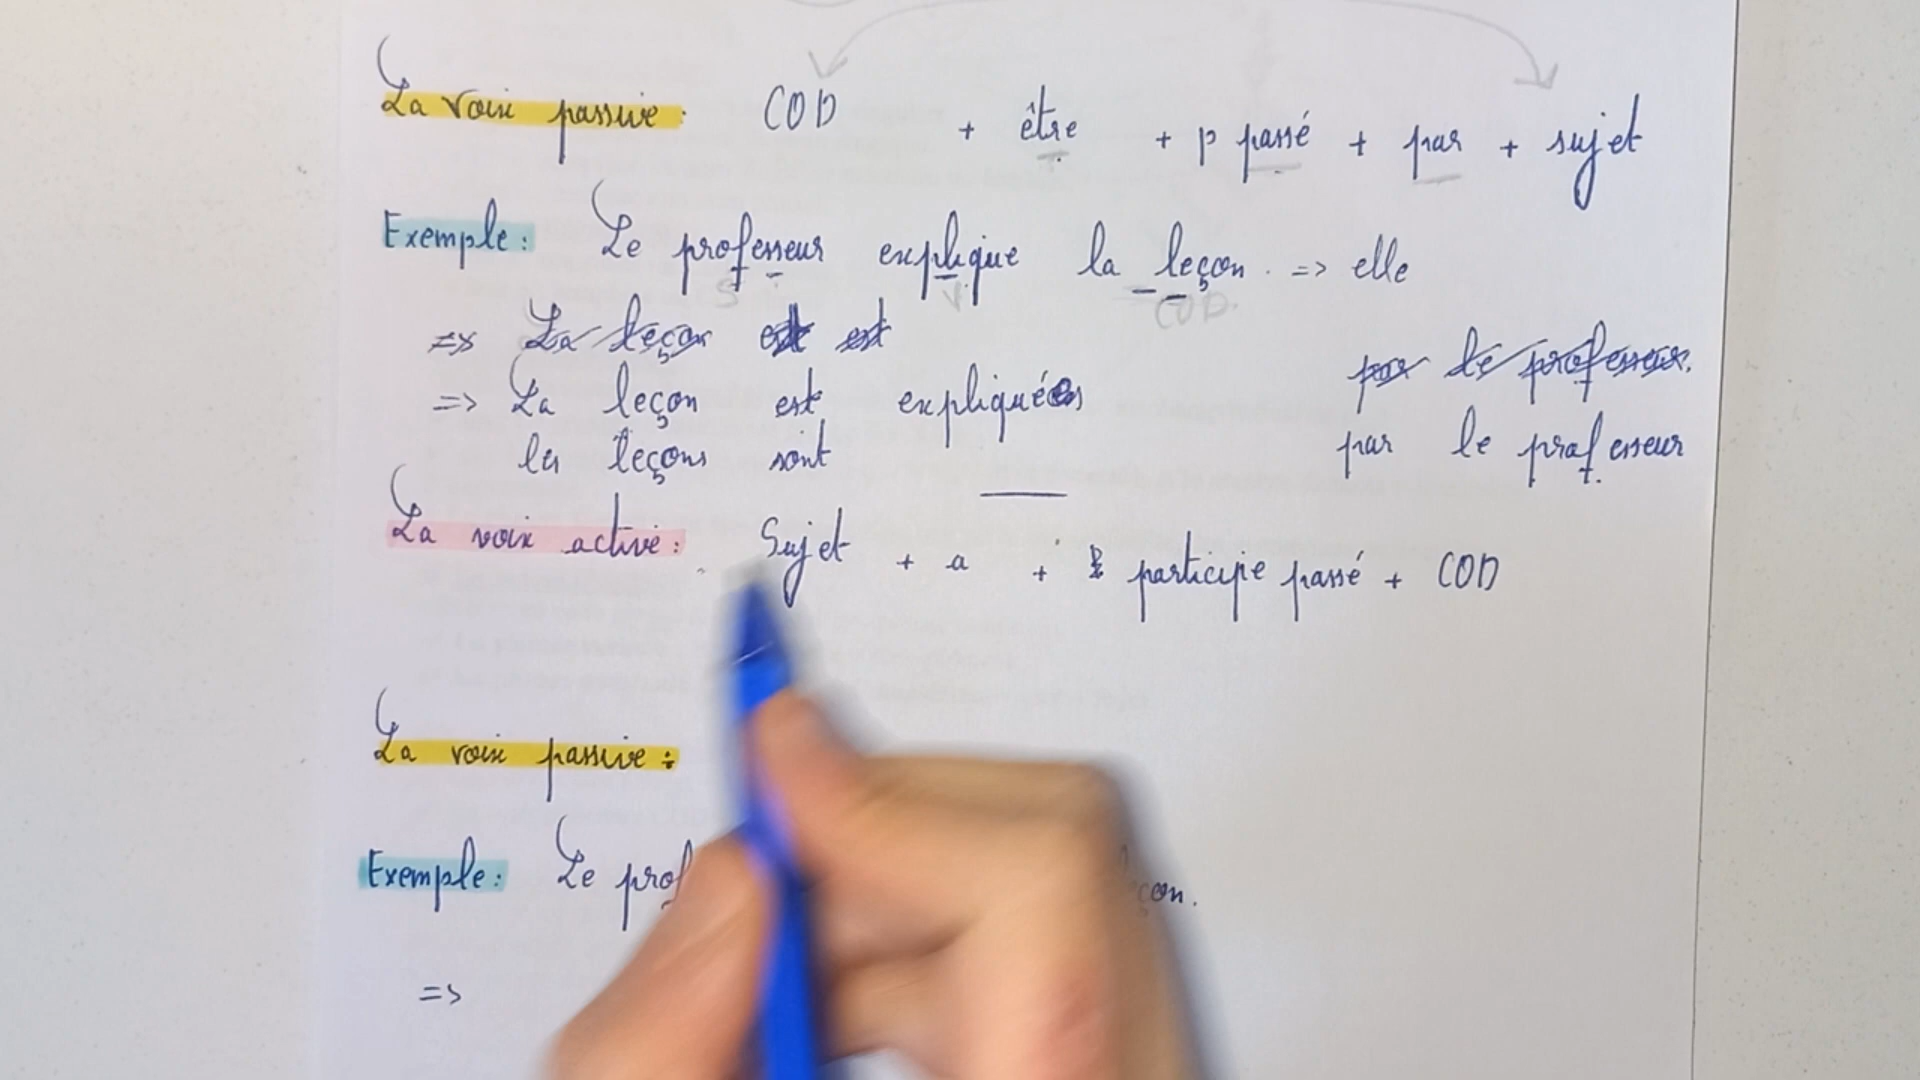 La voix passive : COD + être + p passé + par + sujet
Exemple : Le professeur explique la leçon. => elle
S V COD.
=> La leçon est est par le professeur.
=> La leçon est expliquées par le professeur
les leçons sont
La voix active : Sujet + a + participe passé + COD
La voix passive :
Exemple : Le prof
=>